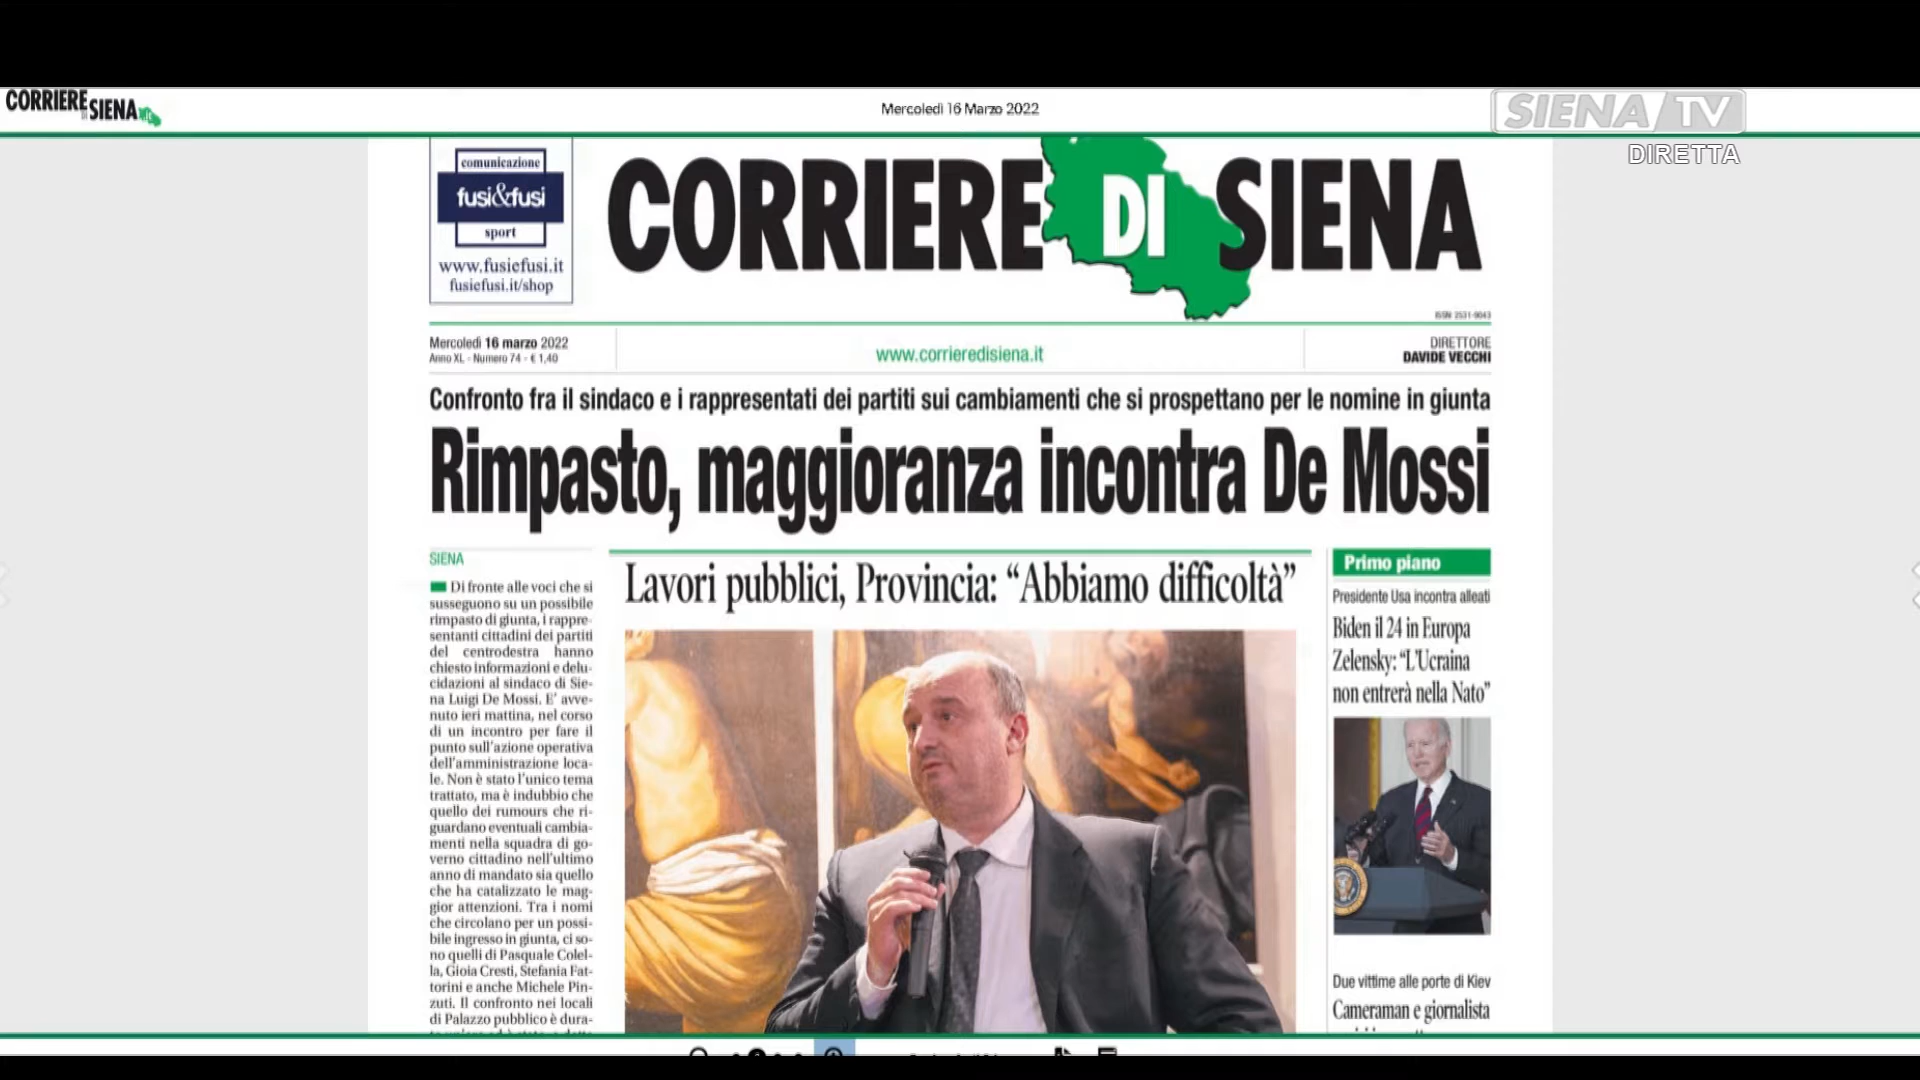 CORRIERE DI SIENA.it
Mercoledì 16 Marzo 2022
SIENA TV
DIRETTA
comunicazione
fusi&fusi
sport
www.fusiefusi.it
fusiefusi.it/shop
CORRIERE DI SIENA
ISSN 2531-9043
Mercoledì 16 marzo 2022
Anno XL - Numero 74 - € 1,40
www.corrieredisiena.it
DIRETTORE
DAVIDE VECCHI
Confronto fra il sindaco e i rappresentati dei partiti sui cambiamenti che si prospettano per le nomine in giunta
Rimpasto, maggioranza incontra De Mossi
SIENA
Di fronte alle voci che si
susseguono su un possibile
rimpasto di giunta, i rappre-
sentanti cittadini dei partiti
del centrodestra hanno
chiesto informazioni e delu-
cidazioni al sindaco di Sie-
na Luigi De Mossi. E' avve-
nuto ieri mattina, nel corso
di un incontro per fare il
punto sull'azione operativa
dell'amministrazione loca-
le. Non è stato l'unico tema
trattato, ma è indubbio che
quello dei rumours che ri-
guardano eventuali cambia-
menti nella squadra di go-
verno cittadino nell'ultimo
anno di mandato sia quello
che ha catalizzato le mag-
gior attenzioni. Tra i nomi
che circolano per un possi-
bile ingresso in giunta, ci so-
no quelli di Pasquale Colel-
la, Gioia Cresti, Stefania Fat-
torini e anche Michele Pin-
zuti. Il confronto nei locali
di Palazzo pubblico è dura-
Lavori pubblici, Provincia: “Abbiamo difficoltà”
Primo piano
Presidente Usa incontra alleati
Biden il 24 in Europa
Zelensky: “L'Ucraina
non entrerà nella Nato”
Due vittime alle porte di Kiev
Cameraman e giornalista